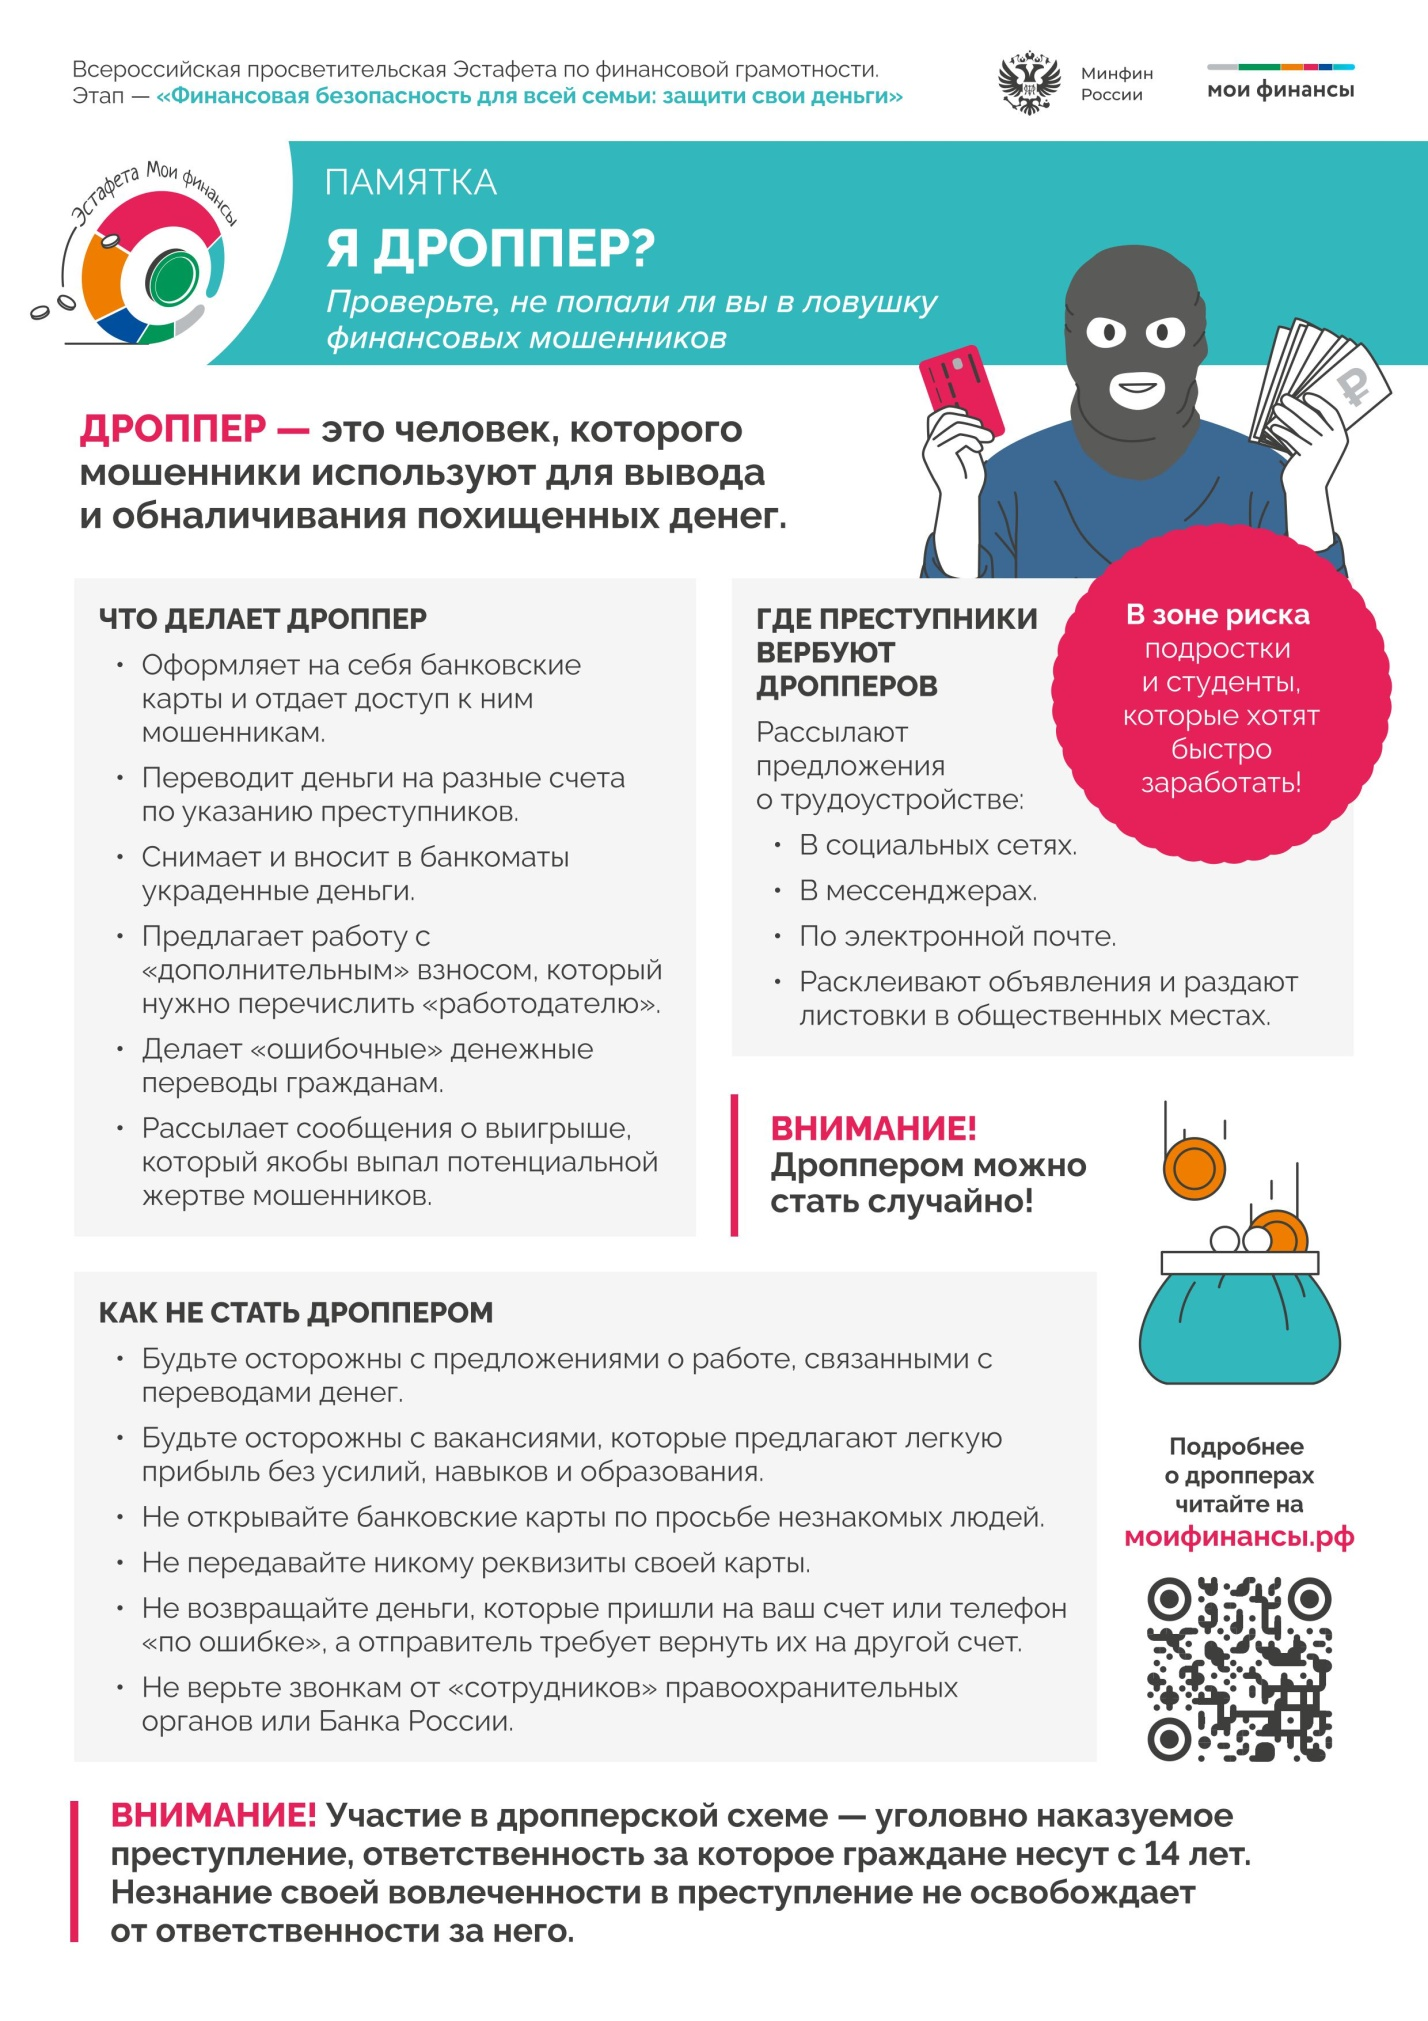 Всероссийская просветительская Эстафета по финансовой грамотности.
Этап — «Финансовая безопасность для всей семьи: защити свои деньги»
Минфин
России
мои финансы
Эстафета Мои финансы
ПАМЯТКА
Я ДРОППЕР?
Проверьте, не попали ли вы в ловушку
финансовых мошенников
₽
ДРОППЕР — это человек, которого
мошенники используют для вывода
и обналичивания похищенных денег.
ЧТО ДЕЛАЕТ ДРОППЕР
• Оформляет на себя банковские
карты и отдает доступ к ним
мошенникам.
• Переводит деньги на разные счета
по указанию преступников.
• Снимает и вносит в банкоматы
украденные деньги.
• Предлагает работу с
«дополнительным» взносом, который
нужно перечислить «работодателю».
• Делает «ошибочные» денежные
переводы гражданам.
• Рассылает сообщения о выигрыше,
который якобы выпал потенциальной
жертве мошенников.
ГДЕ ПРЕСТУПНИКИ
ВЕРБУЮТ
ДРОППЕРОВ
Рассылают
предложения
о трудоустройстве:
• В социальных сетях.
• В мессенджерах.
• По электронной почте.
• Расклеивают объявления и раздают
листовки в общественных местах.
В зоне риска
подростки
и студенты,
которые хотят
быстро
заработать!
ВНИМАНИЕ!
Дроппером можно
стать случайно!
КАК НЕ СТАТЬ ДРОППЕРОМ
• Будьте осторожны с предложениями о работе, связанными с
переводами денег.
• Будьте осторожны с вакансиями, которые предлагают легкую
прибыль без усилий, навыков и образования.
• Не открывайте банковские карты по просьбе незнакомых людей.
• Не передавайте никому реквизиты своей карты.
• Не возвращайте деньги, которые пришли на ваш счет или телефон
«по ошибке», а отправитель требует вернуть их на другой счет.
• Не верьте звонкам от «сотрудников» правоохранительных
органов или Банка России.
Подробнее
о дропперах
читайте на
моифинансы.рф
ВНИМАНИЕ! Участие в дропперской схеме — уголовно наказуемое
преступление, ответственность за которое граждане несут с 14 лет.
Незнание своей вовлеченности в преступление не освобождает
от ответственности за него.